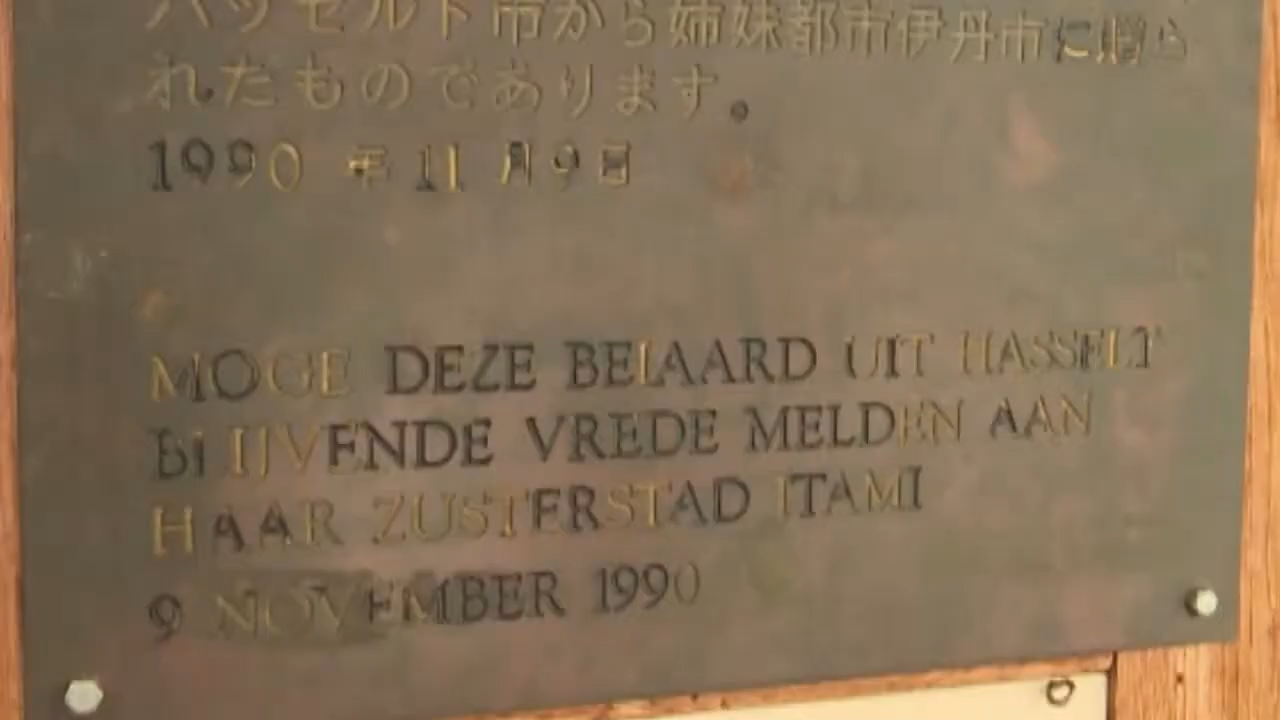 ハッセルト市から姉妹都市伊丹市に贈ら
れたものであります。
1990 年11 月9日
MOGE DEZE BEIAARD UIT HASSELT
BLIJVENDE VREDE MELDEN AAN
HAAR ZUSTERSTAD ITAMI
9 NOVEMBER 1990